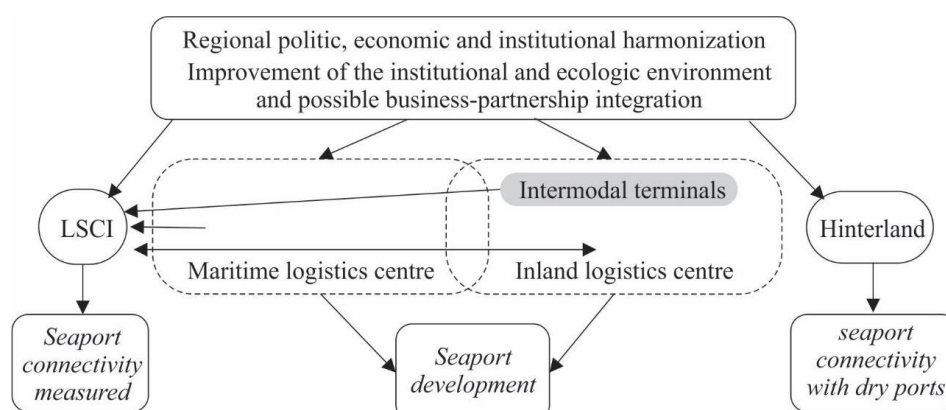 Regional politic, economic and institutional harmonization
Improvement of the institutional and ecologic environment
and possible business-partnership integration
Intermodal terminals
LSCI
Hinterland
Maritime logistics centre
Inland logistics centre
Seaport
connectivity
measured
Seaport
development
seaport
connectivity
with dry ports